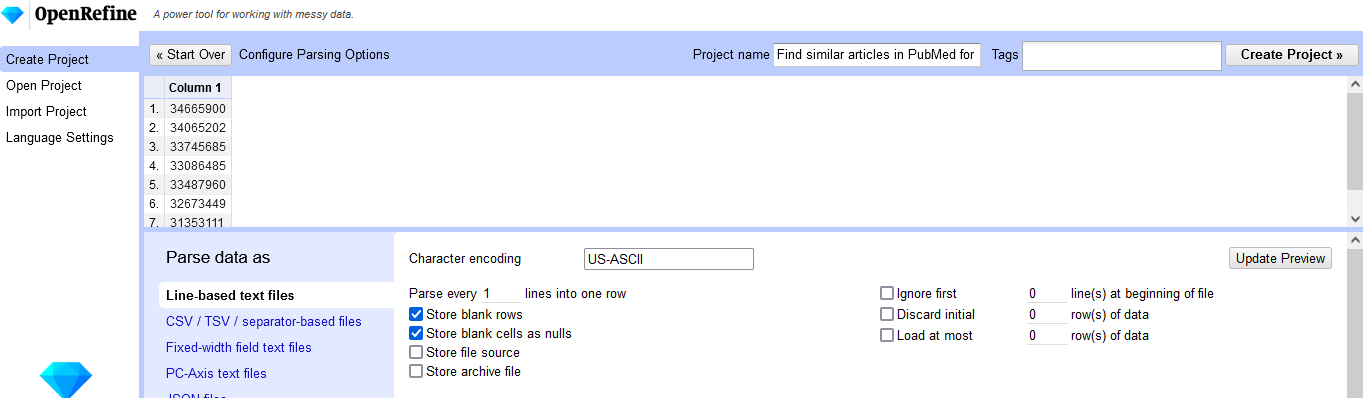 OpenRefine A power tool for working with messy data.
Create Project
Open Project
Import Project
Language Settings
« Start Over Configure Parsing Options Project name Find similar articles in PubMed for Tags Create Project »
Column 1
1. 34665900
2. 34065202
3. 33745685
4. 33086485
5. 33487960
6. 32673449
7. 31353111
Parse data as
Line-based text files
CSV / TSV / separator-based files
Fixed-width field text files
PC-Axis text files
JSON files
Character encoding US-ASCII Update Preview
Parse every 1 lines into one row
Store blank rows
Store blank cells as nulls
Store file source
Store archive file
Ignore first 0 line(s) at beginning of file
Discard initial 0 row(s) of data
Load at most 0 row(s) of data